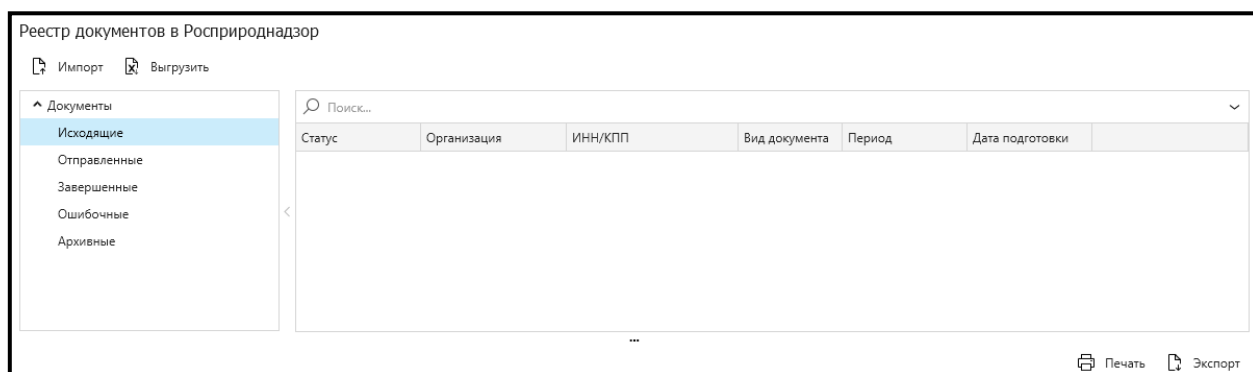 Реестр документов в Росприроднадзор
Импорт Выгрузить
Документы
Исходящие
Отправленные
Завершенные
Ошибочные
Архивные
Поиск...
Статус Организация ИНН/КПП Вид документа Период Дата подготовки
...
Печать Экспорт